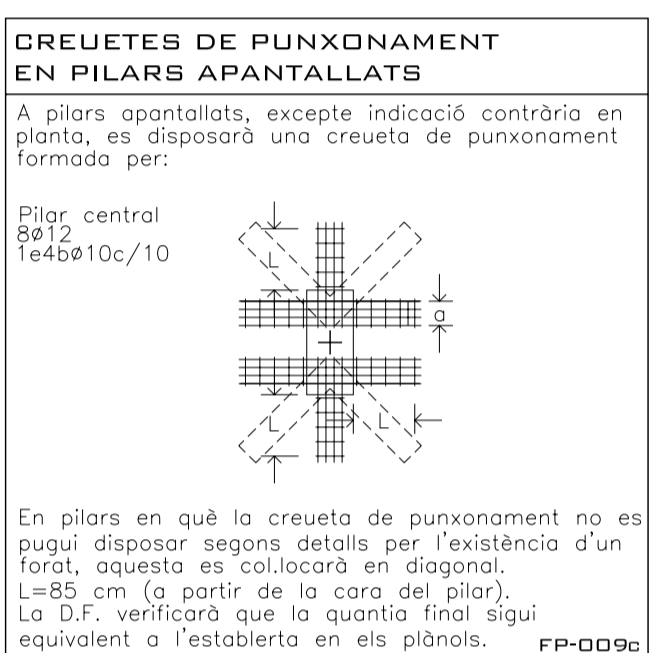 CREUETES DE PUNXONAMENT
EN PILARS APANTALLATS
A pilars apantallats, excepte indicació contrària en
planta, es disposarà una creueta de punxonament
formada per:
Pilar central
8ø12
1e4bø10c/10
L
a
L
L
En pilars en què la creueta de punxonament no es
pugui disposar segons detalls per l'existència d'un
forat, aquesta es col.locarà en diagonal.
L=85 cm (a partir de la cara del pilar).
La D.F. verificarà que la quantia final sigui
equivalent a l'establerta en els plànols.
FP-009c